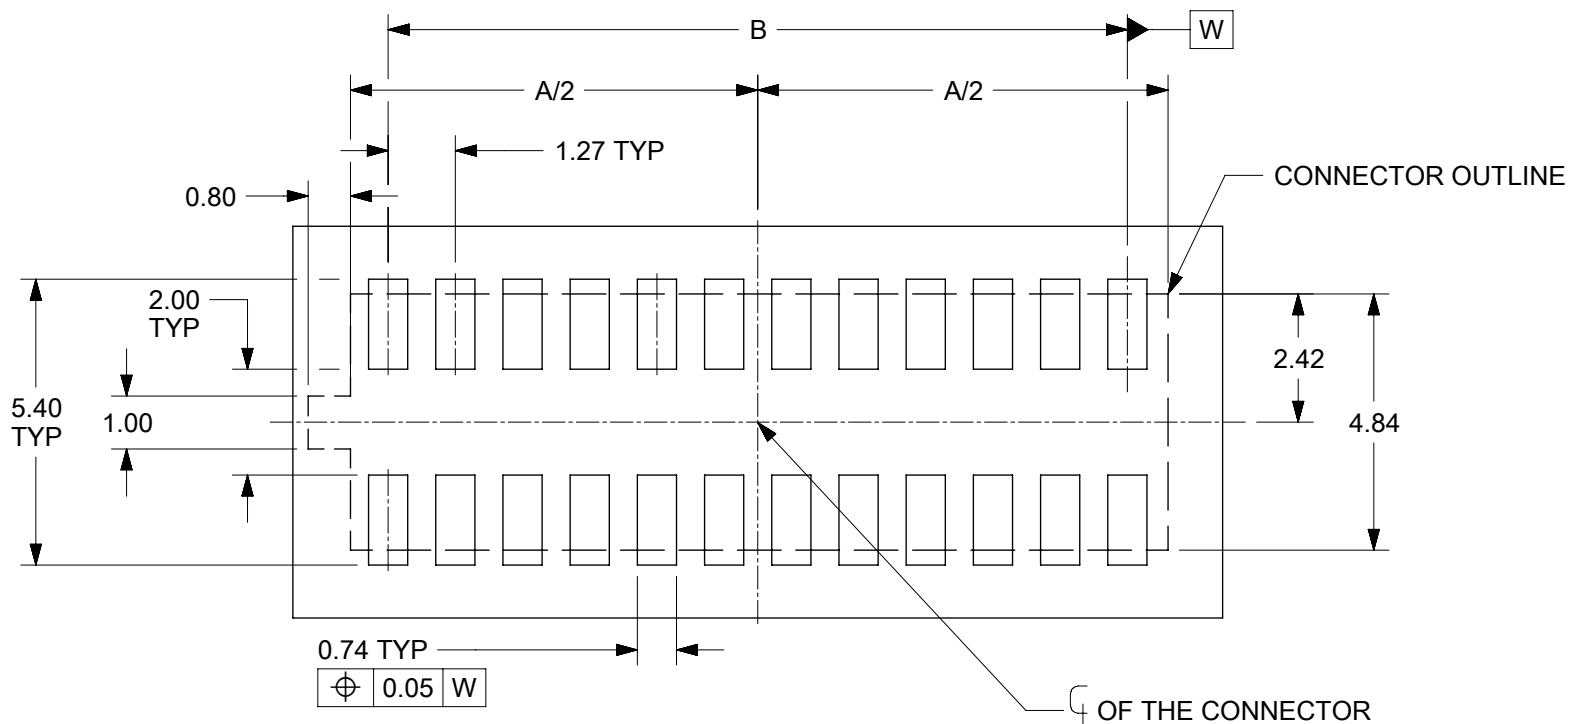 B
W
A/2
A/2
1.27 TYP
0.80
CONNECTOR OUTLINE
2.00
TYP
2.42
5.40
TYP
1.00
4.84
0.74 TYP
⌖ 0.05 W
OF THE CONNECTOR